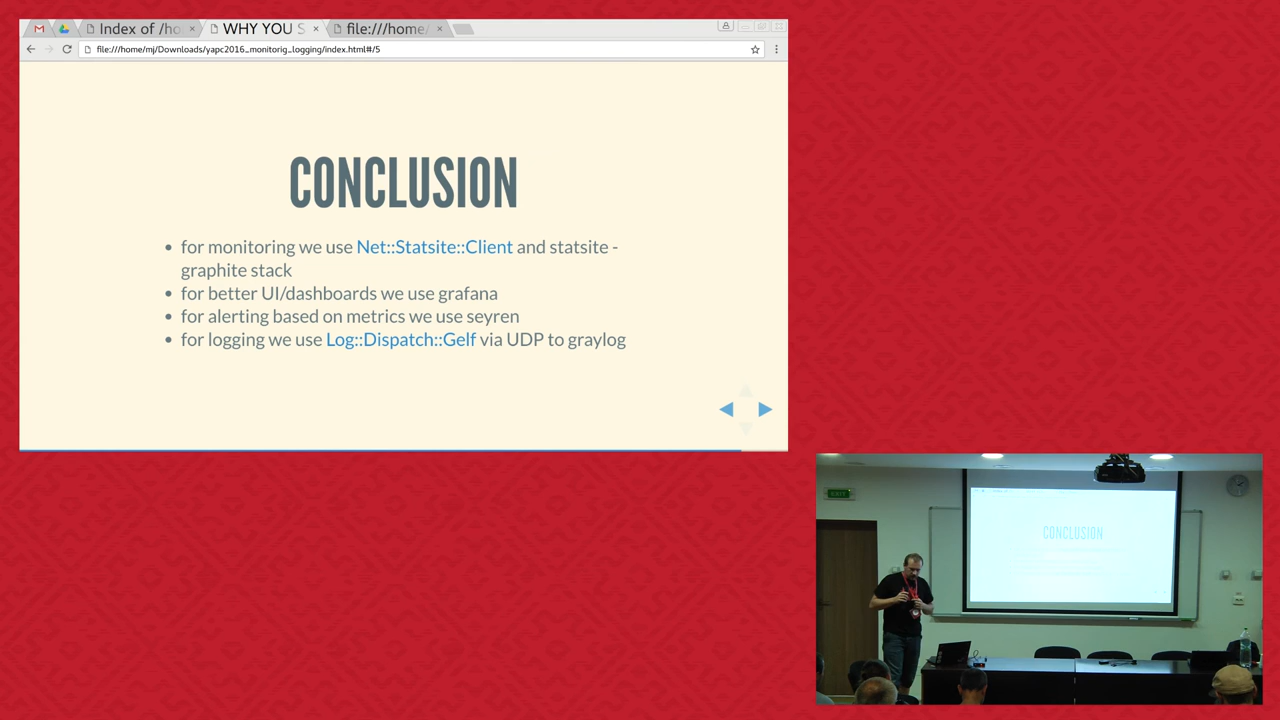 Index of /ho
WHY YOU S
file:///home/
file:///home/mj/Downloads/yapc2016_monitorig_logging/index.html#/5
CONCLUSION
• for monitoring we use Net::Statsite::Client and statsite -
graphite stack
• for better UI/dashboards we use grafana
• for alerting based on metrics we use seyren
• for logging we use Log::Dispatch::Gelf via UDP to graylog
EXIT
CONCLUSION